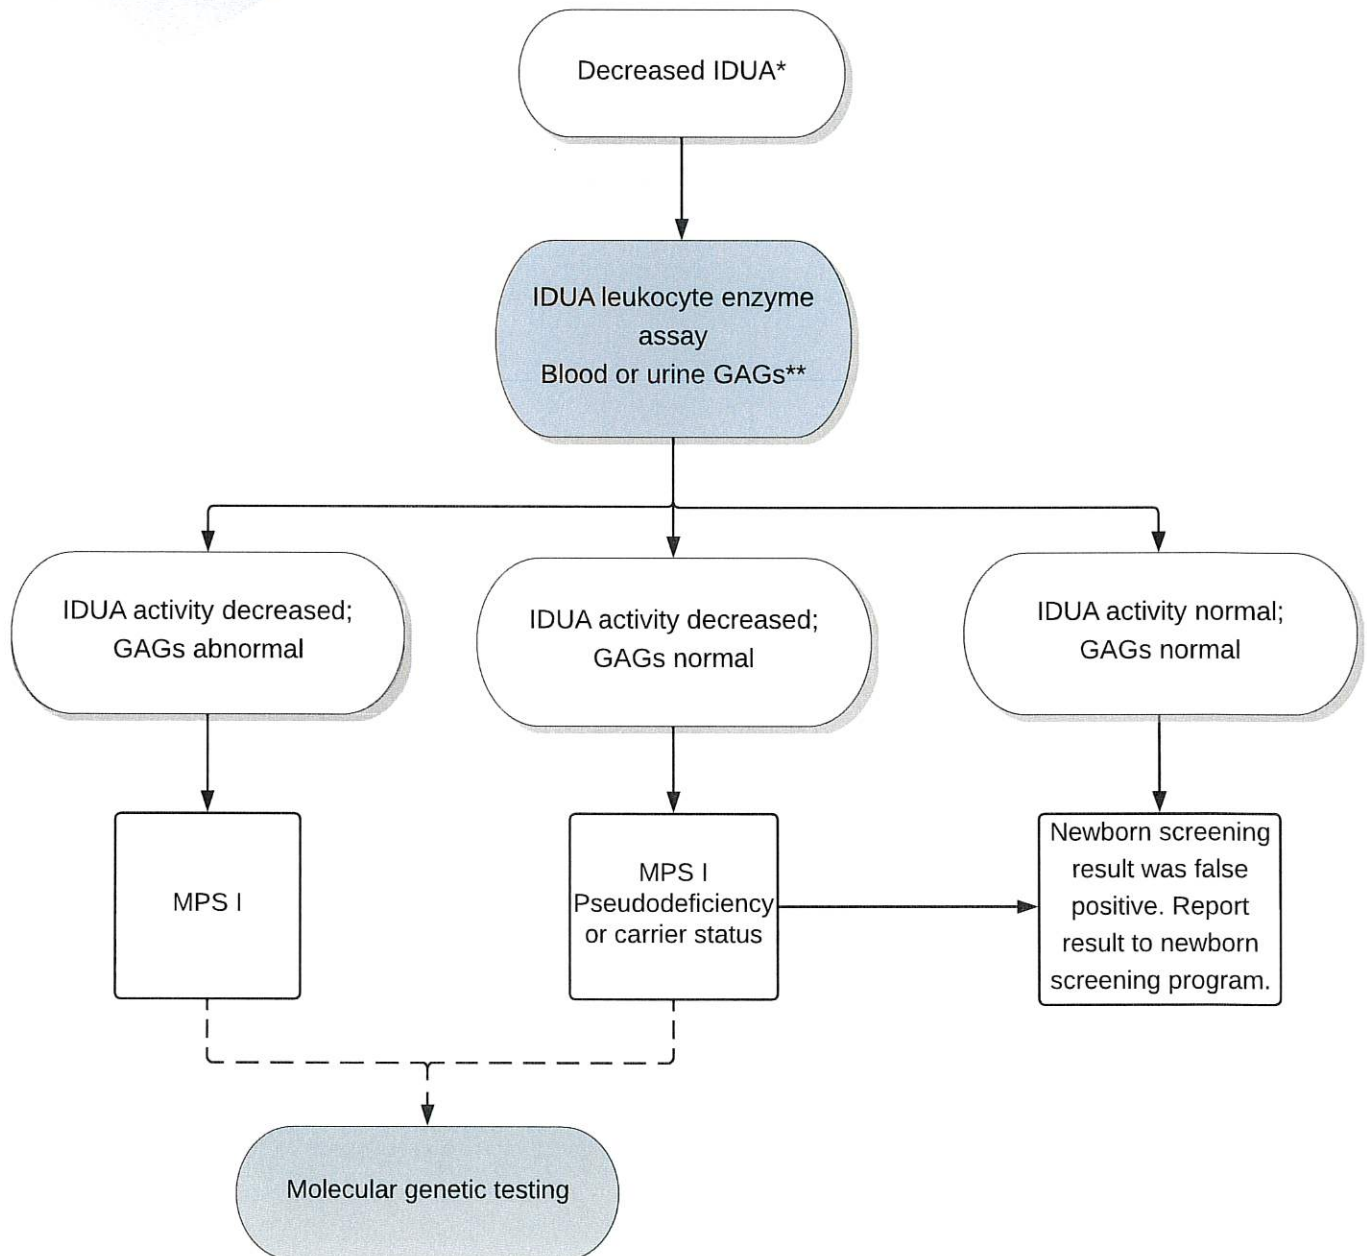 Decreased IDUA*
IDUA leukocyte enzyme
assay
Blood or urine GAGs**
IDUA activity decreased;
GAGs abnormal
IDUA activity decreased;
GAGs normal
IDUA activity normal;
GAGs normal
MPS I
MPS I
Pseudodeficiency
or carrier status
Newborn screening
result was false
positive. Report
result to newborn
screening program.
Molecular genetic testing